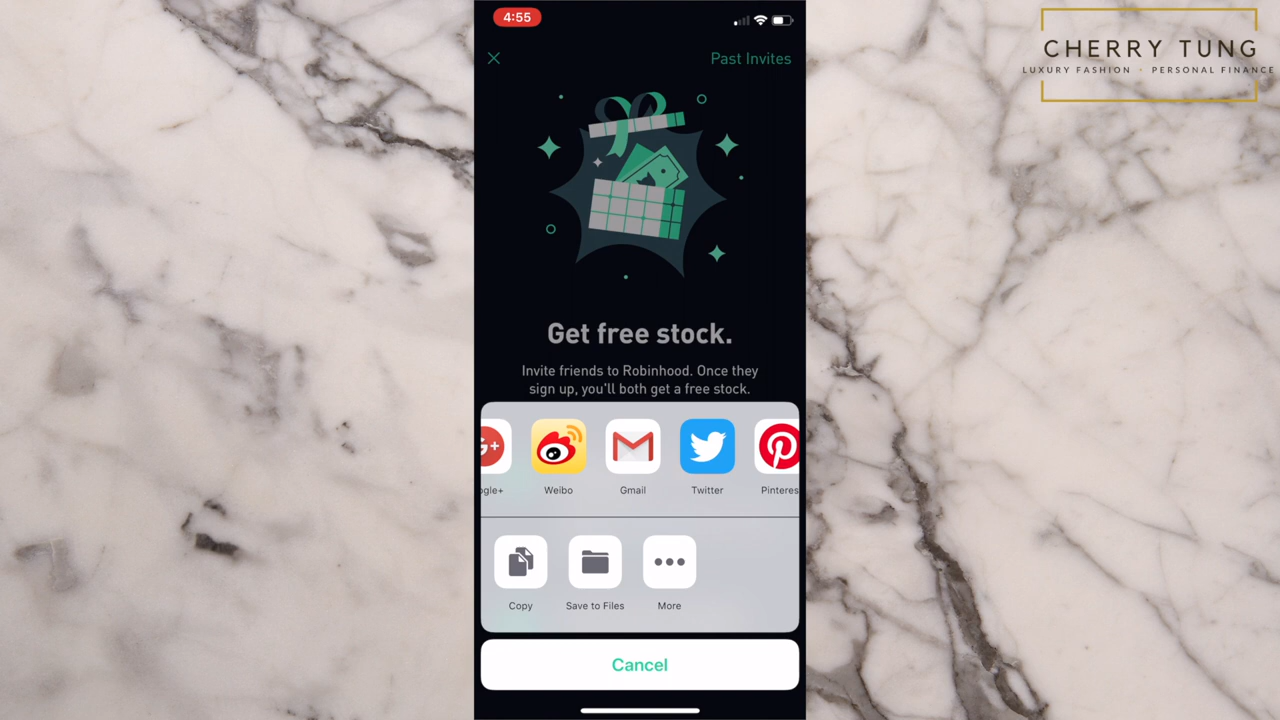 CHERRY TUNG
LUXURY FASHION · PERSONAL FINANCE
4:55
Past Invites
Get free stock.
Invite friends to Robinhood. Once they
sign up, you'll both get a free stock.
ogle+
Weibo
Gmail
Twitter
Pinteres
Copy
Save to Files
More
Cancel